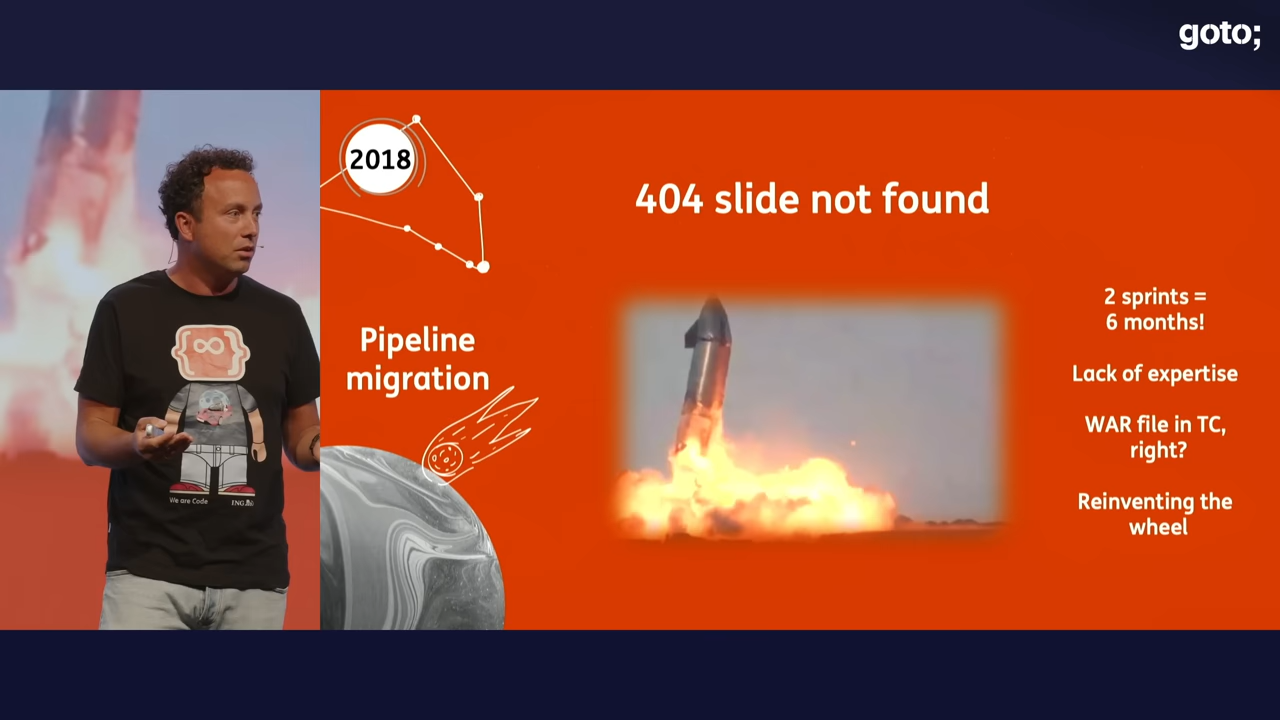 goto;
2018
404 slide not found
Pipeline
migration
2 sprints =
6 months!
Lack of expertise
WAR file in TC,
right?
Reinventing the
wheel
{∞}
We are Code
ING